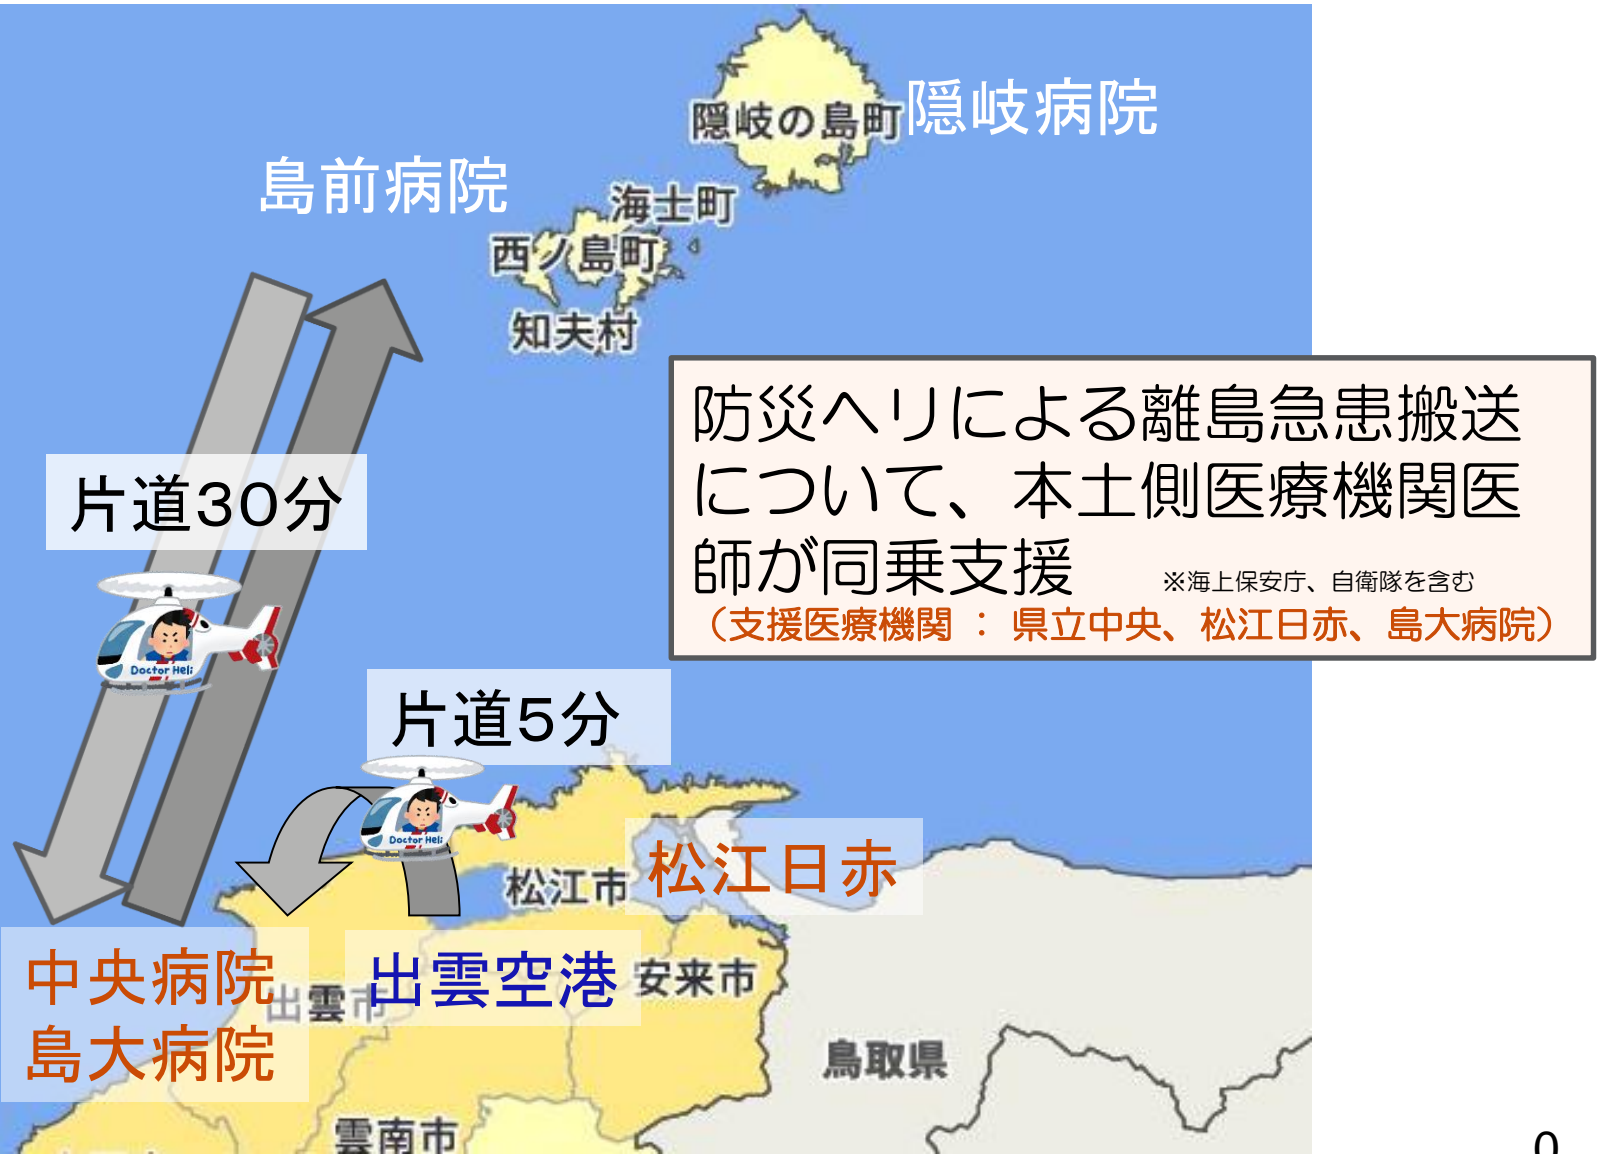 隠岐の島町
隠岐病院
島前病院
海士町
西ノ島町
知夫村
防災ヘリによる離島急患搬送
について、本土側医療機関医
師が同乗支援
※海上保安庁、自衛隊を含む
（支援医療機関 ： 県立中央、松江日赤、島大病院）
片道30分
Doctor Heli
片道5分
Doctor Heli
松江市
松江日赤
中央病院
島大病院
出雲市
出雲空港
安来市
鳥取県
雲南市